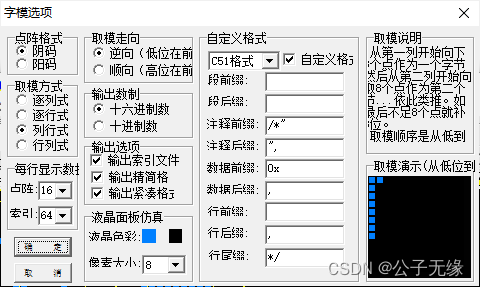 字模选项
点阵格式
阴码
阳码
取模方式
逐列式
逐行式
列行式
行列式
每行显示数据
点阵: 16
索引: 64
确 定
取 消
取模走向
逆向（低位在前
顺向（高位在前
输出数制
十六进制数
十进制数
输出选项
输出索引文件
输出精简格
输出紧凑格式
液晶面板仿真
液晶色彩:
像素大小: 8
自定义格式
C51格式
自定义格式
段前缀:
段后缀:
注释前缀: /*"
注释后缀: ",
数据前缀: 0x
数据后缀: ,
行前缀:
行后缀: ,
行尾缀: */
取模说明
从第一列开始向下
个点作为一个字节
然后从第二列开始向
取8个点作为第二个
节...依此类推。如
最后不足8个点就补
位。
取模顺序是从低到
取模演示(从低位到
CSDN @公子无缘